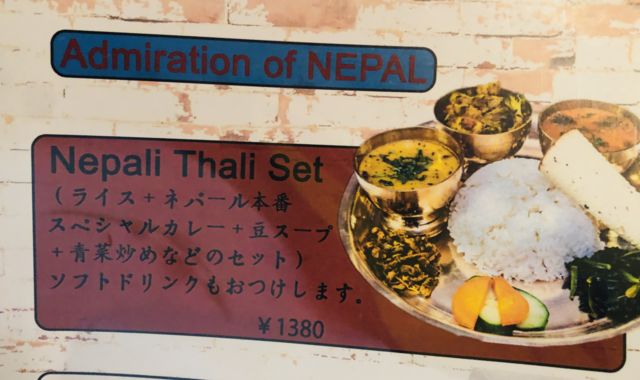 Admiration of NEPAL
Nepali Thali Set
(ライス+ネパール本番
スペシャルカレー+豆スープ
+青菜炒めなどのセット)
ソフトドリンクもおつけします。
¥1380